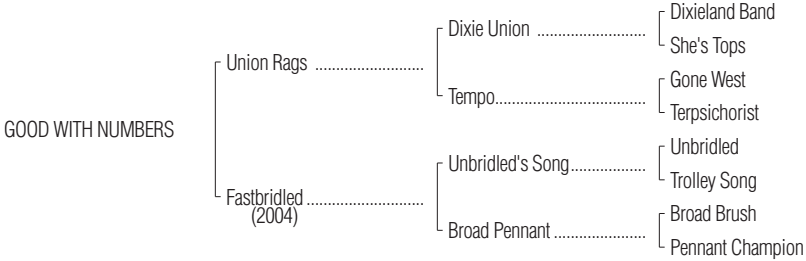 Dixieland Band
Dixie Union ..........................
She's Tops
Union Rags ..........................
Gone West
Tempo....................................
Terpsichorist
GOOD WITH NUMBERS
Unbridled
Unbridled's Song..................
Trolley Song
Fastbridled ............................
(2004)
Broad Brush
Broad Pennant ......................
Pennant Champion